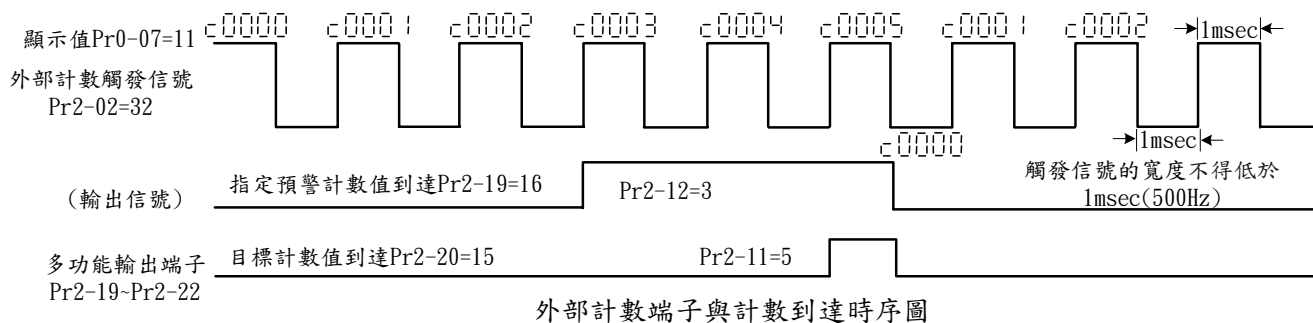 顯示值Pr0-07=11
c0000 c0001 c0002 c0003 c0004 c0005 c0001 c0002
1msec
外部計數觸發信號
Pr2-02=32
c0000
1msec
觸發信號的寬度不得低於
1msec(500Hz)
(輸出信號)
指定預警計數值到達Pr2-19=16
Pr2-12=3
多功能輸出端子
Pr2-19~Pr2-22
目標計數值到達Pr2-20=15
Pr2-11=5
外部計數端子與計數到達時序圖